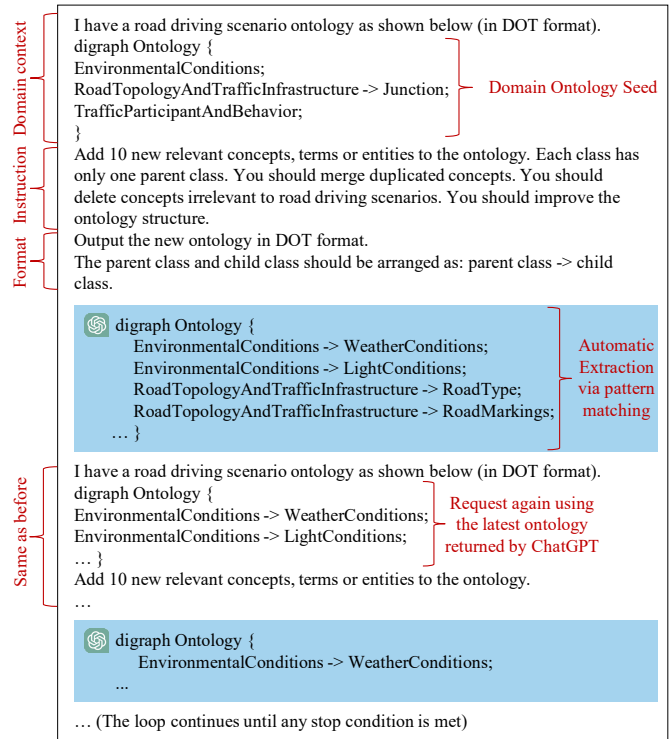 Domain context
I have a road driving scenario ontology as shown below (in DOT format).
digraph Ontology {
EnvironmentalConditions;
RoadTopologyAndTrafficInfrastructure -> Junction;
TrafficParticipantAndBehavior;
}
Domain Ontology Seed
Instruction
Add 10 new relevant concepts, terms or entities to the ontology. Each class has
only one parent class. You should merge duplicated concepts. You should
delete concepts irrelevant to road driving scenarios. You should improve the
ontology structure.
Format
Output the new ontology in DOT format.
The parent class and child class should be arranged as: parent class -> child
class.
digraph Ontology {
EnvironmentalConditions -> WeatherConditions;
EnvironmentalConditions -> LightConditions;
RoadTopologyAndTrafficInfrastructure -> RoadType;
RoadTopologyAndTrafficInfrastructure -> RoadMarkings;
… }
Automatic
Extraction
via pattern
matching
Same as before
I have a road driving scenario ontology as shown below (in DOT format).
digraph Ontology {
EnvironmentalConditions -> WeatherConditions;
EnvironmentalConditions -> LightConditions;
… }
Request again using
the latest ontology
returned by ChatGPT
Add 10 new relevant concepts, terms or entities to the ontology.
…
digraph Ontology {
EnvironmentalConditions -> WeatherConditions;
...
… (The loop continues until any stop condition is met)